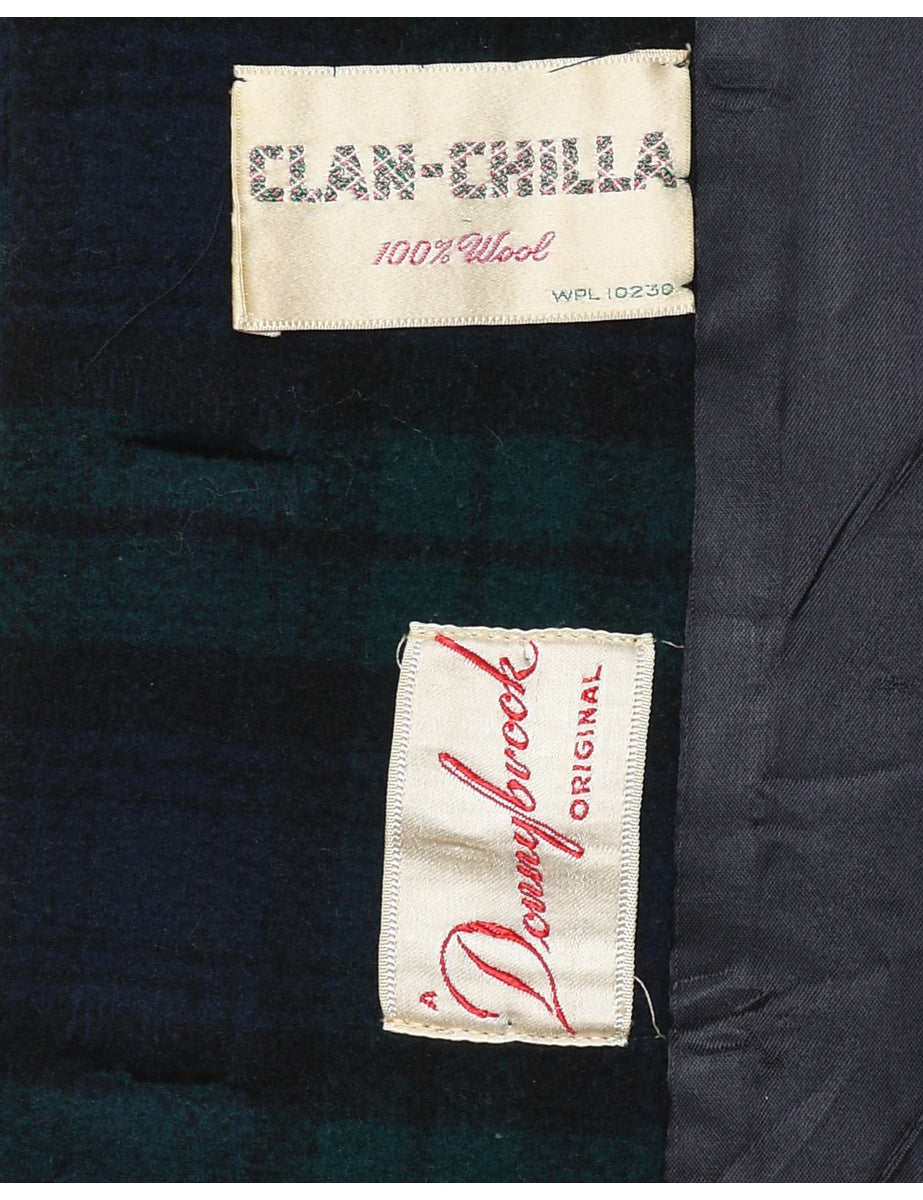 CLAN-CHILLA
100% Wool
WPL 10230
A Donnybrook
ORIGINAL